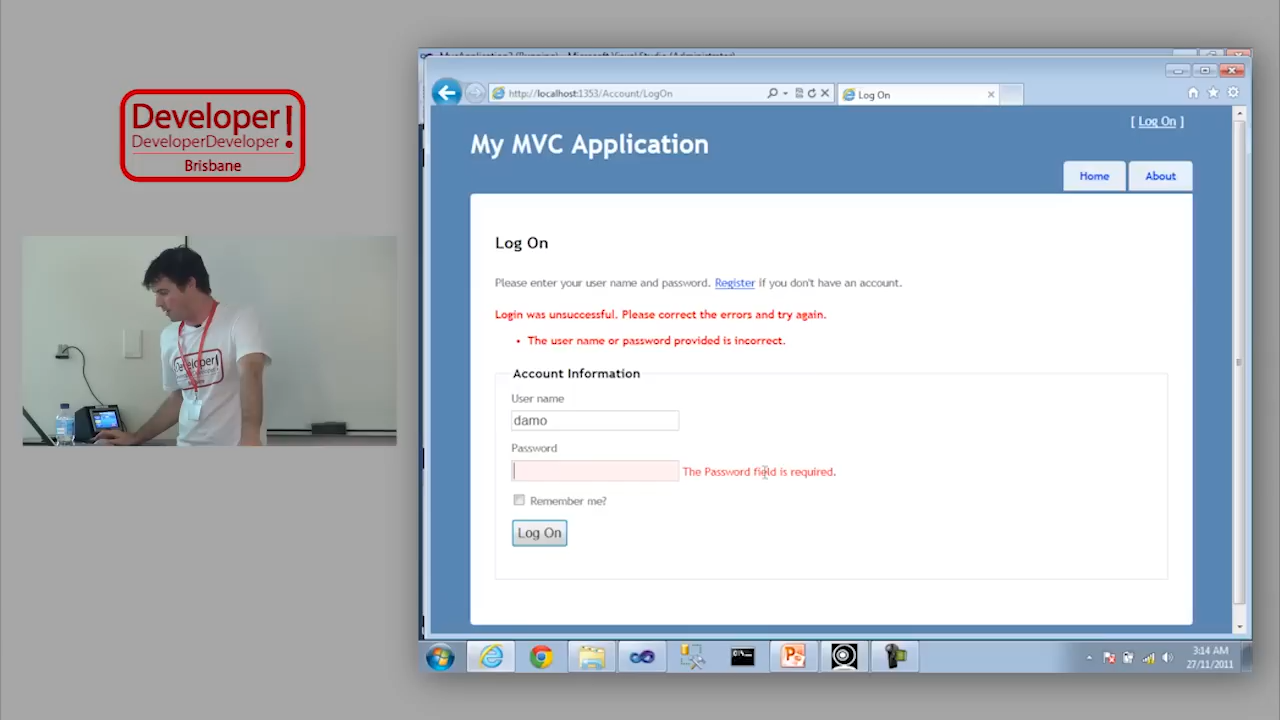 Developer!
DeveloperDeveloper
Brisbane
Developer!
http://localhost:1353/Account/LogOn
Log On
[ Log On ]
My MVC Application
Home
About
Log On
Please enter your user name and password. Register if you don't have an account.
Login was unsuccessful. Please correct the errors and try again.
• The user name or password provided is incorrect.
Account Information
User name
damo
Password
The Password field is required.
Remember me?
Log On
3:14 AM
27/11/2011